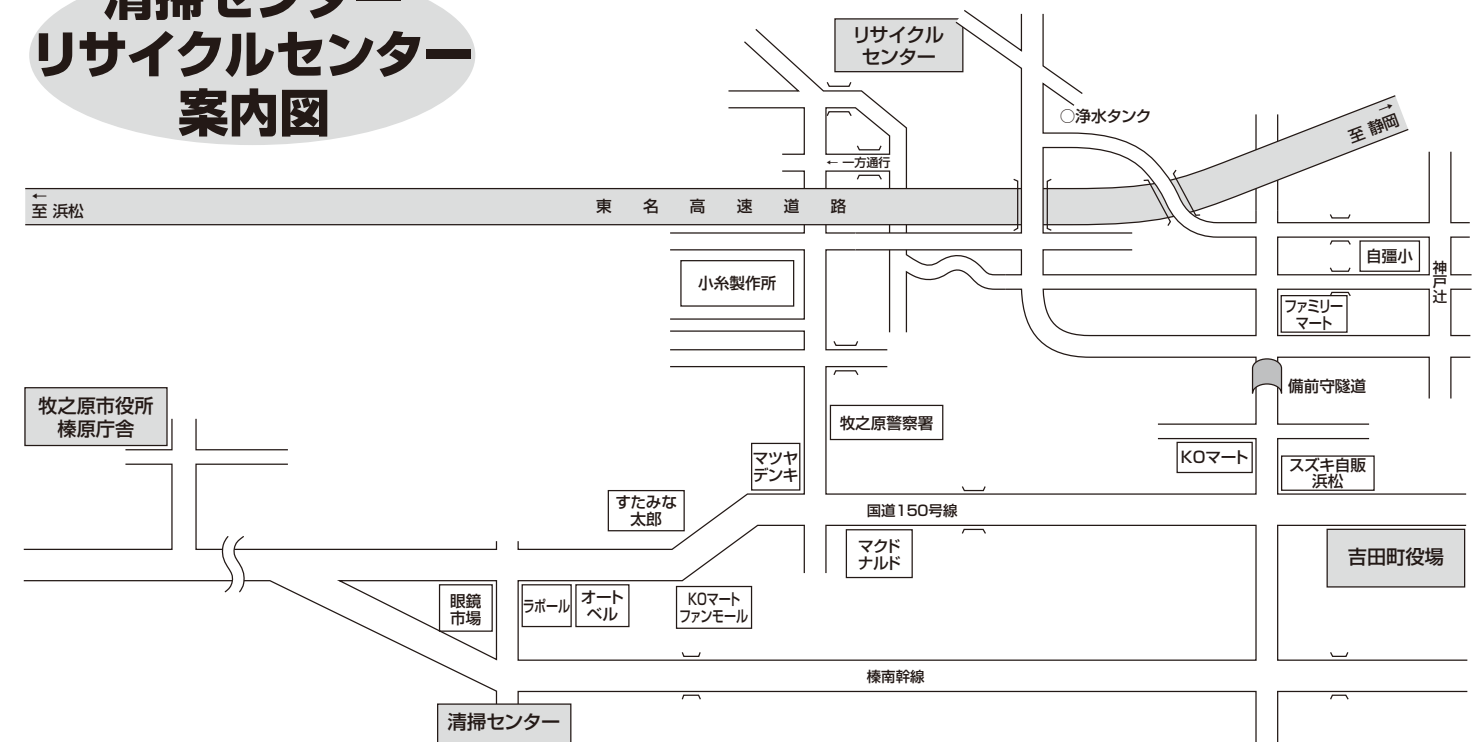 清掃センター
リサイクルセンター
案内図
リサイクル
センター
○浄水タンク
→
至 静岡
← 一方通行
←
至 浜松
東名高速道路
自彊小
神戸辻
小糸製作所
ファミリー
マート
備前守隧道
牧之原市役所
榛原庁舎
牧之原警察署
マツヤ
デンキ
KOマート
スズキ自販
浜松
すたみな
太郎
国道150号線
マクド
ナルド
吉田町役場
眼鏡
市場
ラポール
オート
ベル
KOマート
ファンモール
榛南幹線
清掃センター